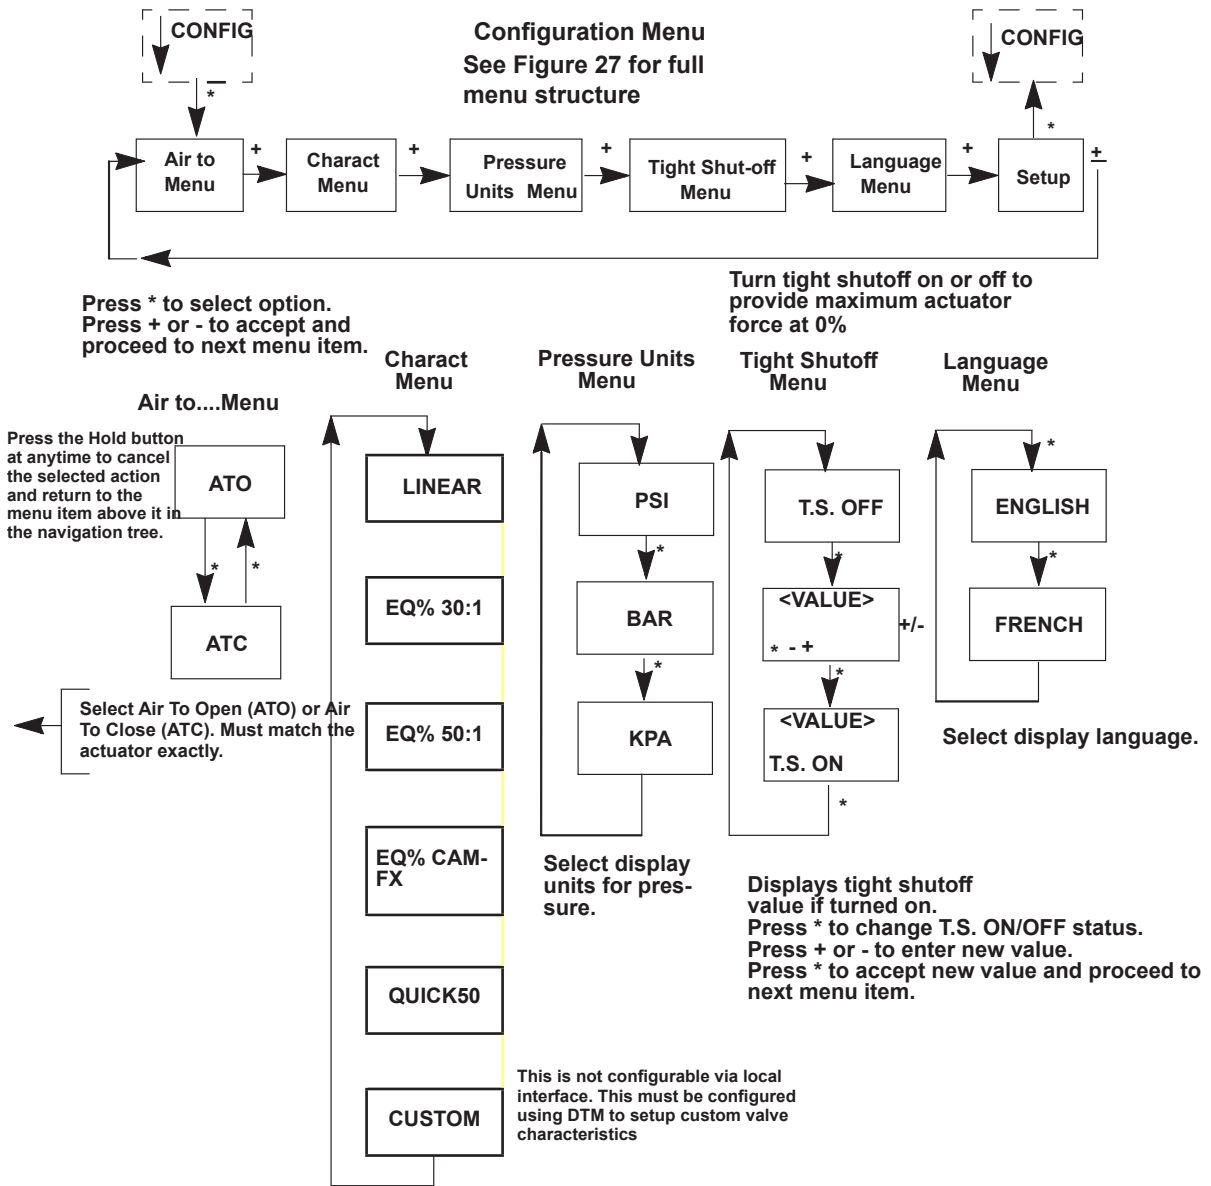 CONFIG
Configuration Menu
See Figure 27 for full
menu structure
CONFIG
*
*
Air to
Menu
+
Charact
Menu
+
Pressure
Units Menu
+
Tight Shut-off
Menu
+
Language
Menu
+
Setup
+
Press * to select option.
Press + or - to accept and
proceed to next menu item.
Turn tight shutoff on or off to
provide maximum actuator
force at 0%
Air to....Menu
Press the Hold button
at anytime to cancel
the selected action
and return to the
menu item above it in
the navigation tree.
ATO
*
*
ATC
Select Air To Open (ATO) or Air
To Close (ATC). Must match the
actuator exactly.
Charact
Menu
LINEAR
EQ% 30:1
EQ% 50:1
EQ% CAM-
FX
QUICK50
CUSTOM
This is not configurable via local
interface. This must be configured
using DTM to setup custom valve
characteristics
Pressure Units
Menu
PSI
*
BAR
*
KPA
Select display
units for pres-
sure.
Tight Shutoff
Menu
T.S. OFF
*
<VALUE>
* - +
+/-
*
<VALUE>
T.S. ON
*
Displays tight shutoff
value if turned on.
Press * to change T.S. ON/OFF status.
Press + or - to enter new value.
Press * to accept new value and proceed to
next menu item.
Language
Menu
*
ENGLISH
*
FRENCH
Select display language.